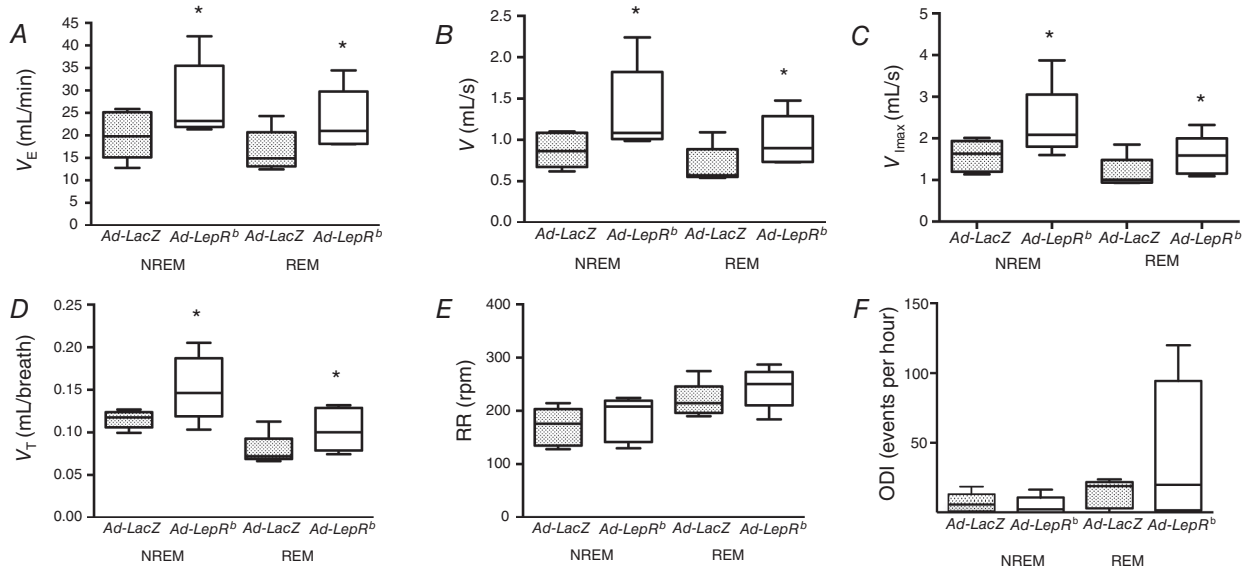 A
V_E (mL/min)
45
40
35
30
25
20
15
10
5
0
*
*
Ad-LacZ Ad-LepR^b Ad-LacZ Ad-LepR^b
NREM REM
B
V (mL/s)
2.5
2.0
1.5
1.0
0.5
0.0
*
*
Ad-LacZ Ad-LepR^b Ad-LacZ Ad-LepR^b
NREM REM
C
V_Imax (mL/s)
5
4
3
2
1
0
*
*
Ad-LacZ Ad-LepR^b Ad-LacZ Ad-LepR^b
NREM REM
D
V_T (mL/breath)
0.25
0.20
0.15
0.10
0.05
0.00
*
*
Ad-LacZ Ad-LepR^b Ad-LacZ Ad-LepR^b
NREM REM
E
RR (rpm)
400
300
200
100
0
Ad-LacZ Ad-LepR^b Ad-LacZ Ad-LepR^b
NREM REM
F
ODI (events per hour)
150
100
50
Ad-LacZ Ad-LepR^b Ad-LacZ Ad-LepR^b
NREM REM